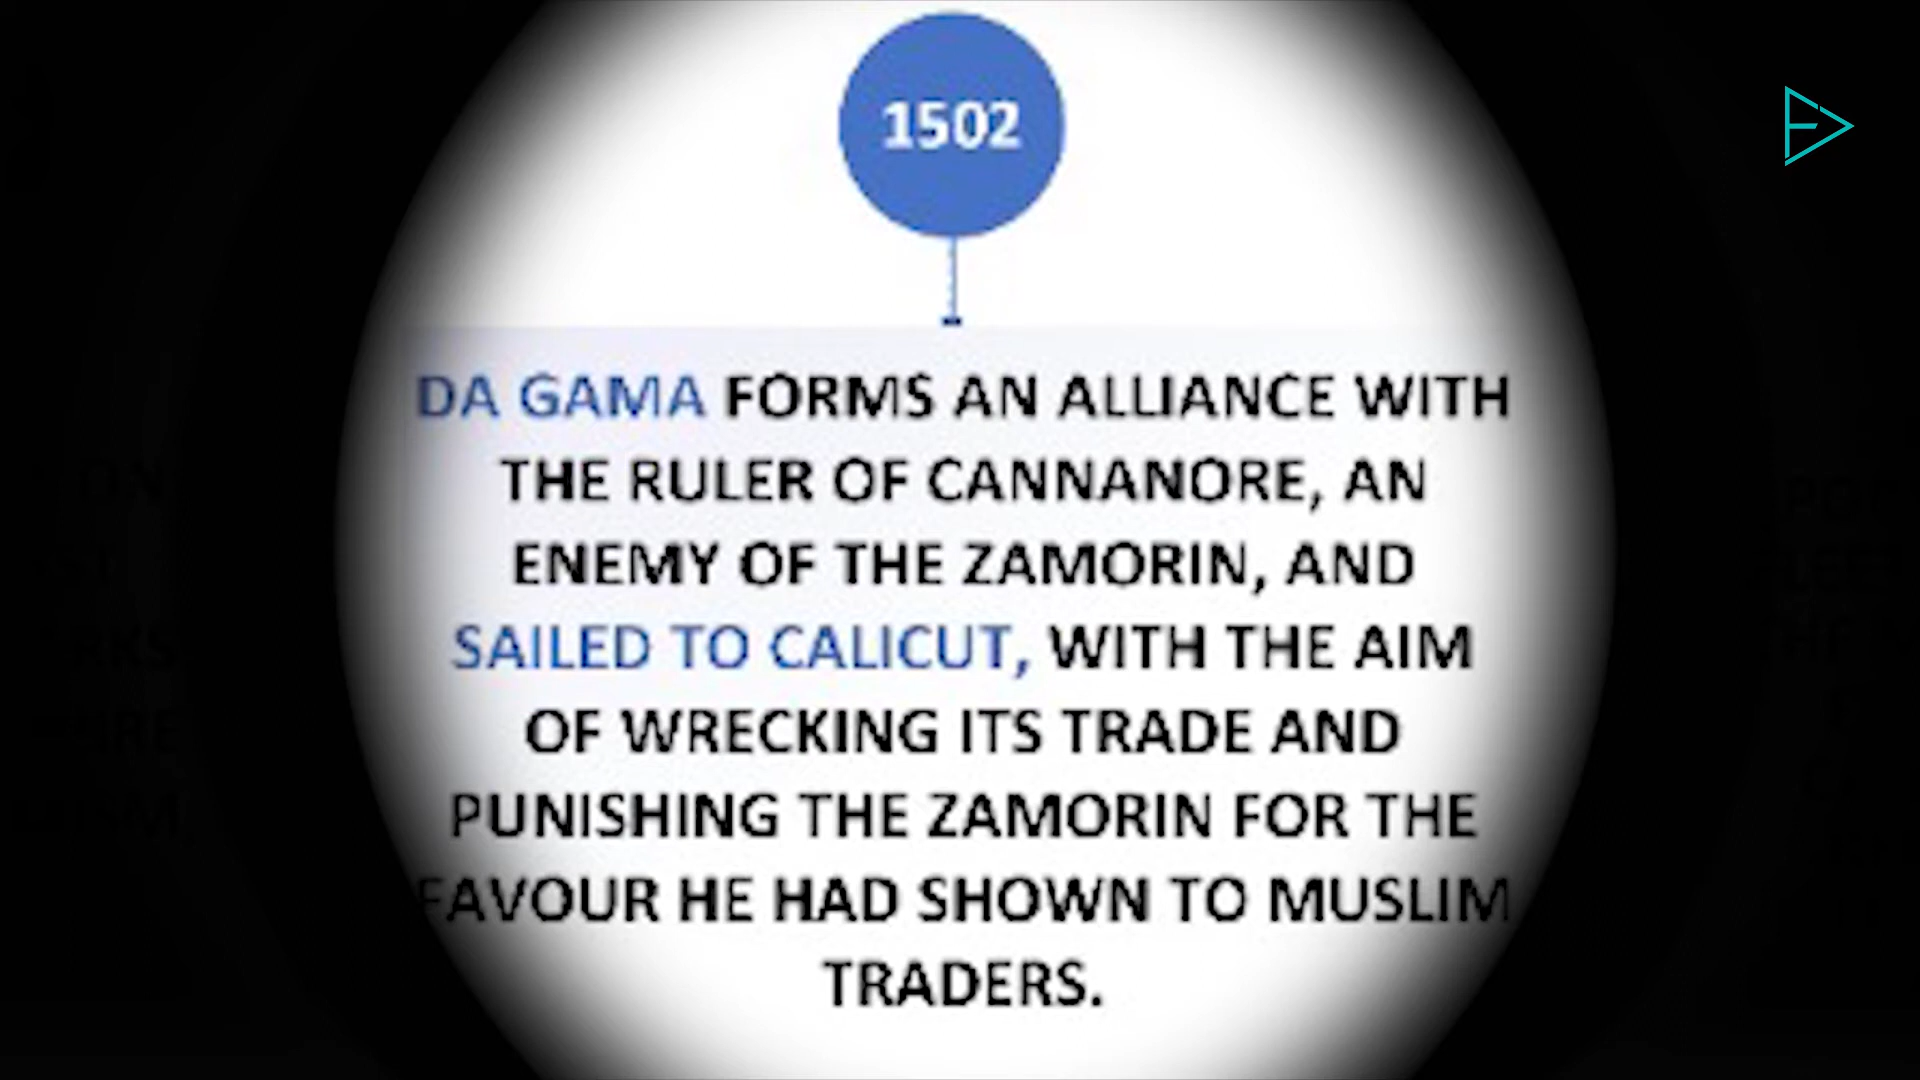 1502
DA GAMA FORMS AN ALLIANCE WITH
THE RULER OF CANNANORE, AN
ENEMY OF THE ZAMORIN, AND
SAILED TO CALICUT, WITH THE AIM
OF WRECKING ITS TRADE AND
PUNISHING THE ZAMORIN FOR THE
FAVOUR HE HAD SHOWN TO MUSLIM
TRADERS.